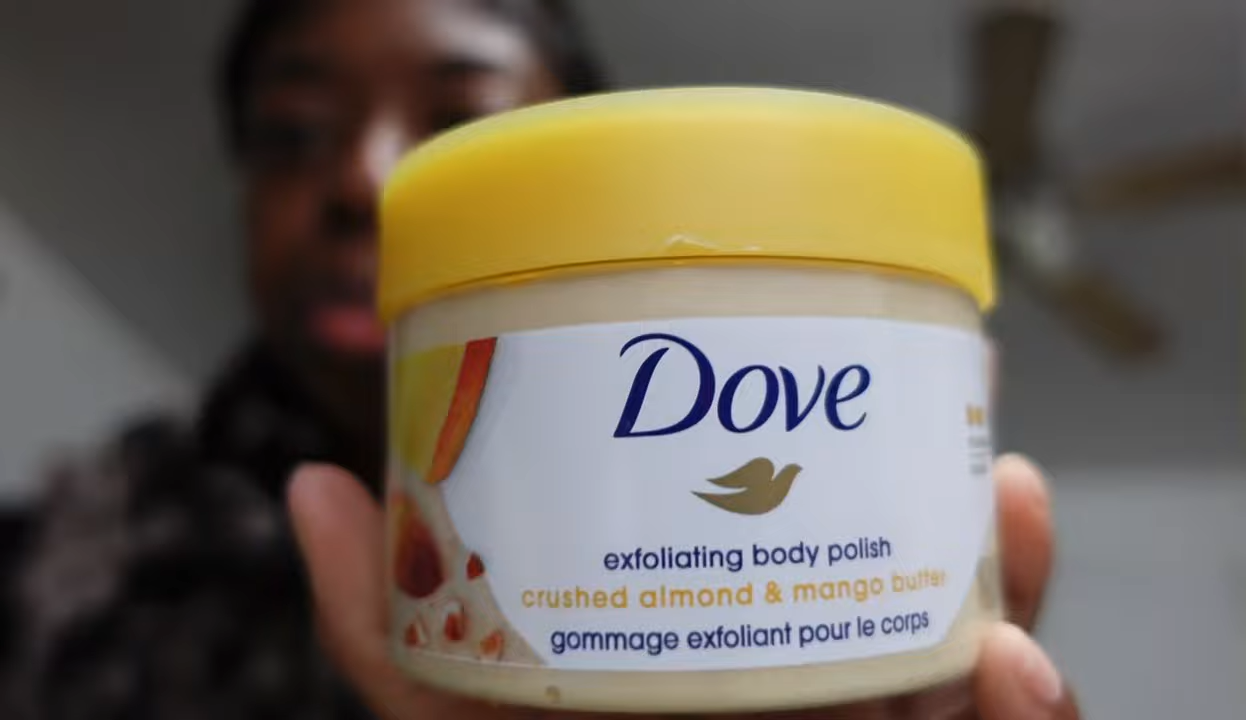 Dove
exfoliating body polish
crushed almond & mango butter
gommage exfoliant pour le corps